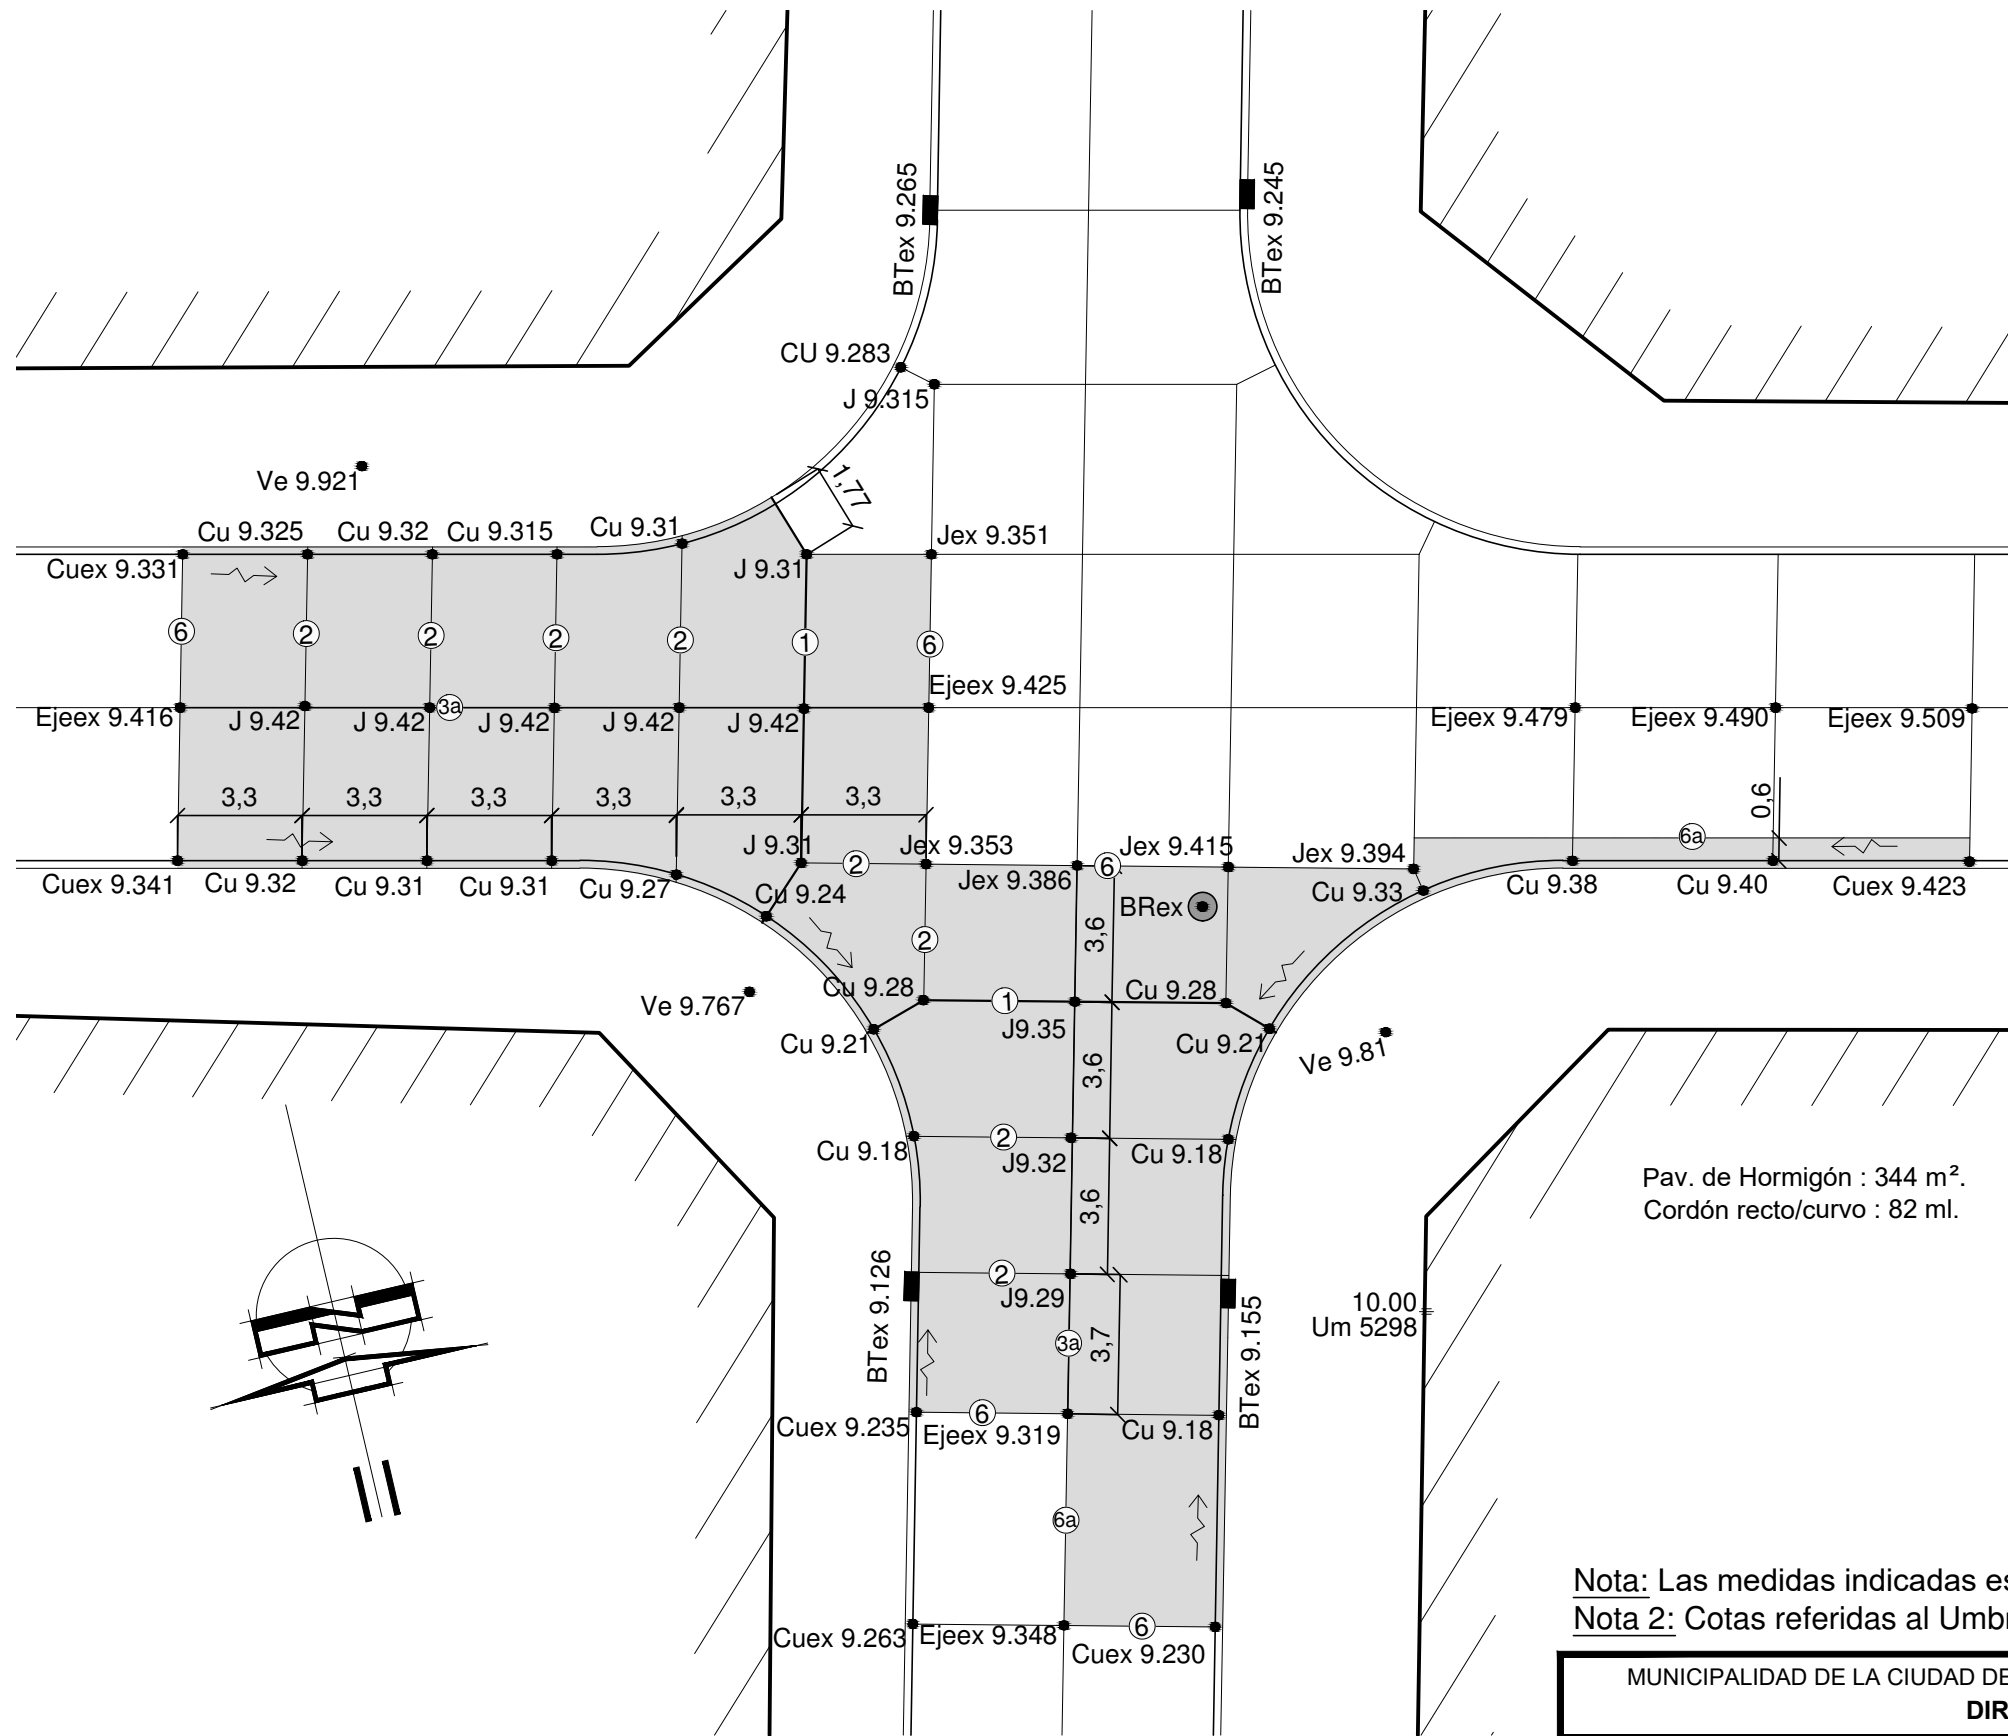 BTex 9.265
BTex 9.245
CU 9.283
J 9.315
Ve 9.921
1,77
Cu 9.325
Cu 9.32
Cu 9.315
Cu 9.31
Jex 9.351
Cuex 9.331
J 9.31
6
2
2
2
2
1
6
Ejeex 9.425
Ejeex 9.416
J 9.42
J 9.42
3a
J 9.42
J 9.42
J 9.42
Ejeex 9.479
Ejeex 9.490
Ejeex 9.509
3,3
3,3
3,3
3,3
3,3
3,3
0,6
6a
J 9.31
2
Jex 9.353
Jex 9.386
6
Jex 9.415
Jex 9.394
Cuex 9.341
Cu 9.32
Cu 9.31
Cu 9.31
Cu 9.27
Cu 9.24
Cu 9.33
Cu 9.38
Cu 9.40
Cuex 9.423
BRex
3,6
2
Cu 9.28
Cu 9.28
Ve 9.767
1
J9.35
Cu 9.21
Cu 9.21
Ve 9.81
3,6
Cu 9.18
2
J9.32
Cu 9.18
3,6
Pav. de Hormigón : 344 m².
Cordón recto/curvo : 82 ml.
BTex 9.126
2
J9.29
3a
3,7
BTex 9.155
10.00
Um 5298
Cuex 9.235
6
Ejeex 9.319
Cu 9.18
6a
Cuex 9.263
Ejeex 9.348
6
Cuex 9.230
Nota: Las medidas indicadas es
Nota 2: Cotas referidas al Umb
MUNICIPALIDAD DE LA CIUDAD DE
DIR